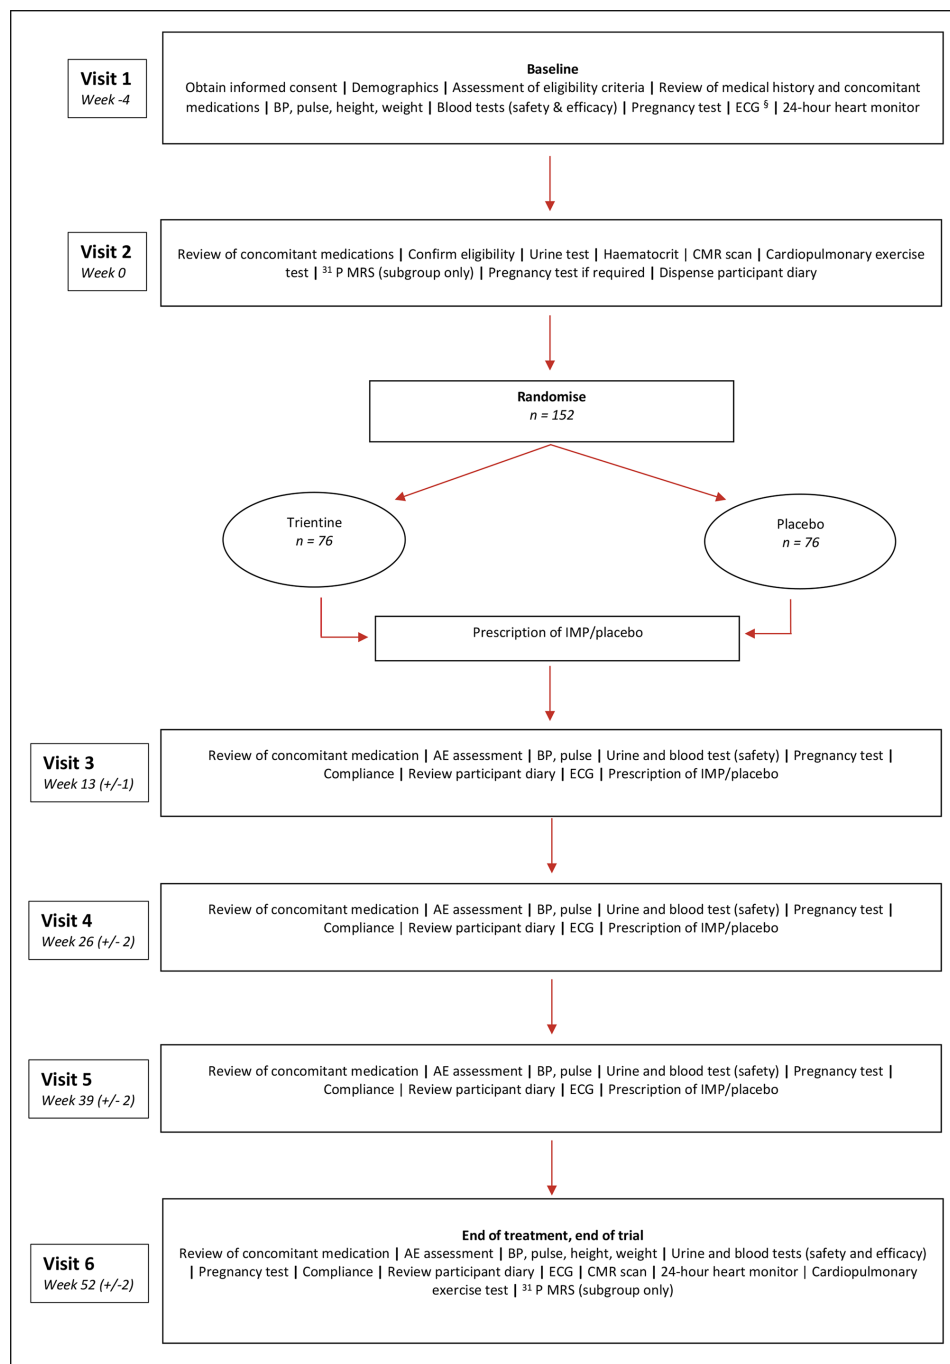 Visit 1
Week -4
Baseline
Obtain informed consent | Demographics | Assessment of eligibility criteria | Review of medical history and concomitant
medications | BP, pulse, height, weight | Blood tests (safety & efficacy) | Pregnancy test | ECG § | 24-hour heart monitor
Visit 2
Week 0
Review of concomitant medications | Confirm eligibility | Urine test | Haematocrit | CMR scan | Cardiopulmonary exercise
test | 31 P MRS (subgroup only) | Pregnancy test if required | Dispense participant diary
Randomise
n = 152
Trientine
n = 76
Placebo
n = 76
Prescription of IMP/placebo
Visit 3
Week 13 (+/-1)
Review of concomitant medication | AE assessment | BP, pulse | Urine and blood test (safety) | Pregnancy test |
Compliance | Review participant diary | ECG | Prescription of IMP/placebo
Visit 4
Week 26 (+/- 2)
Review of concomitant medication | AE assessment | BP, pulse | Urine and blood test (safety) | Pregnancy test |
Compliance | Review participant diary | ECG | Prescription of IMP/placebo
Visit 5
Week 39 (+/- 2)
Review of concomitant medication | AE assessment | BP, pulse | Urine and blood test (safety) | Pregnancy test |
Compliance | Review participant diary | ECG | Prescription of IMP/placebo
Visit 6
Week 52 (+/-2)
End of treatment, end of trial
Review of concomitant medication | AE assessment | BP, pulse, height, weight | Urine and blood tests (safety and efficacy)
| Pregnancy test | Compliance | Review participant diary | ECG | CMR scan | 24-hour heart monitor | Cardiopulmonary
exercise test | 31 P MRS (subgroup only)